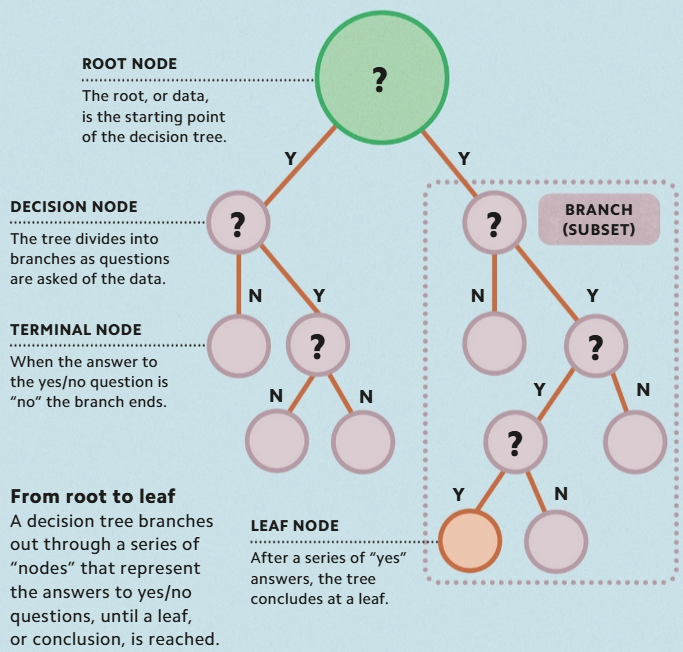 ROOT NODE
The root, or data,
is the starting point
of the decision tree.
?
Y
Y
DECISION NODE
The tree divides into
branches as questions
are asked of the data.
?
?
BRANCH
(SUBSET)
N
Y
N
Y
TERMINAL NODE
When the answer to
the yes/no question is
“no” the branch ends.
?
?
N
N
Y
N
?
From root to leaf
A decision tree branches
out through a series of
“nodes” that represent
the answers to yes/no
questions, until a leaf,
or conclusion, is reached.
Y
N
LEAF NODE
After a series of “yes”
answers, the tree
concludes at a leaf.